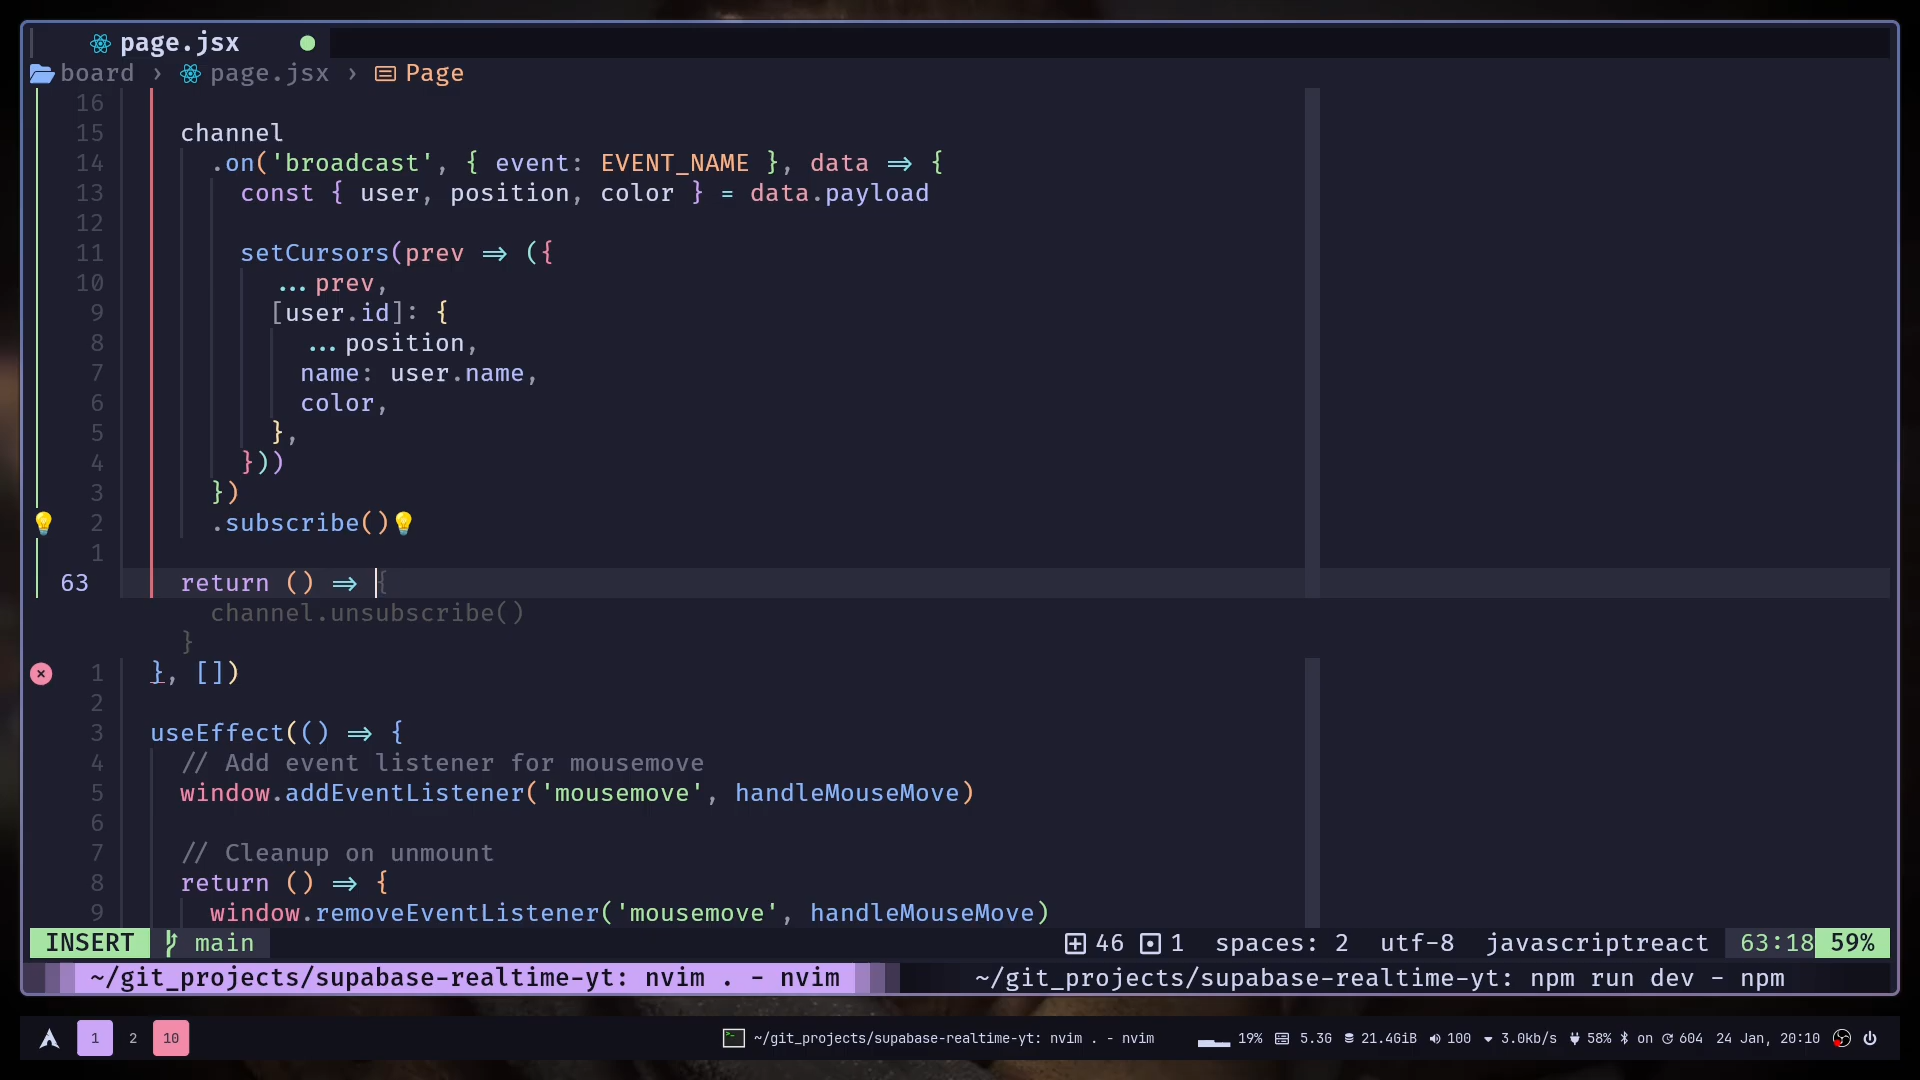 page.jsx
board › page.jsx › Page
16
15 channel
14 .on('broadcast', { event: EVENT_NAME }, data => {
13 const { user, position, color } = data.payload
12
11 setCursors(prev => ({
10 ...prev,
9 [user.id]: {
8 ...position,
7 name: user.name,
6 color,
5 },
4 }))
3 })
2 .subscribe()
1
63 return () => {
channel.unsubscribe()
}
1 }, [])
2
3 useEffect(() => {
4 // Add event listener for mousemove
5 window.addEventListener('mousemove', handleMouseMove)
6
7 // Cleanup on unmount
8 return () => {
9 window.removeEventListener('mousemove', handleMouseMove)
INSERT main 46 1 spaces: 2 utf-8 javascriptreact 63:18 59%
~/git_projects/supabase-realtime-yt: nvim . - nvim ~/git_projects/supabase-realtime-yt: npm run dev - npm
1 2 10 ~/git_projects/supabase-realtime-yt: nvim . - nvim 19% 5.3G 21.4GiB 100 3.0kb/s 58% on 604 24 Jan, 20:10